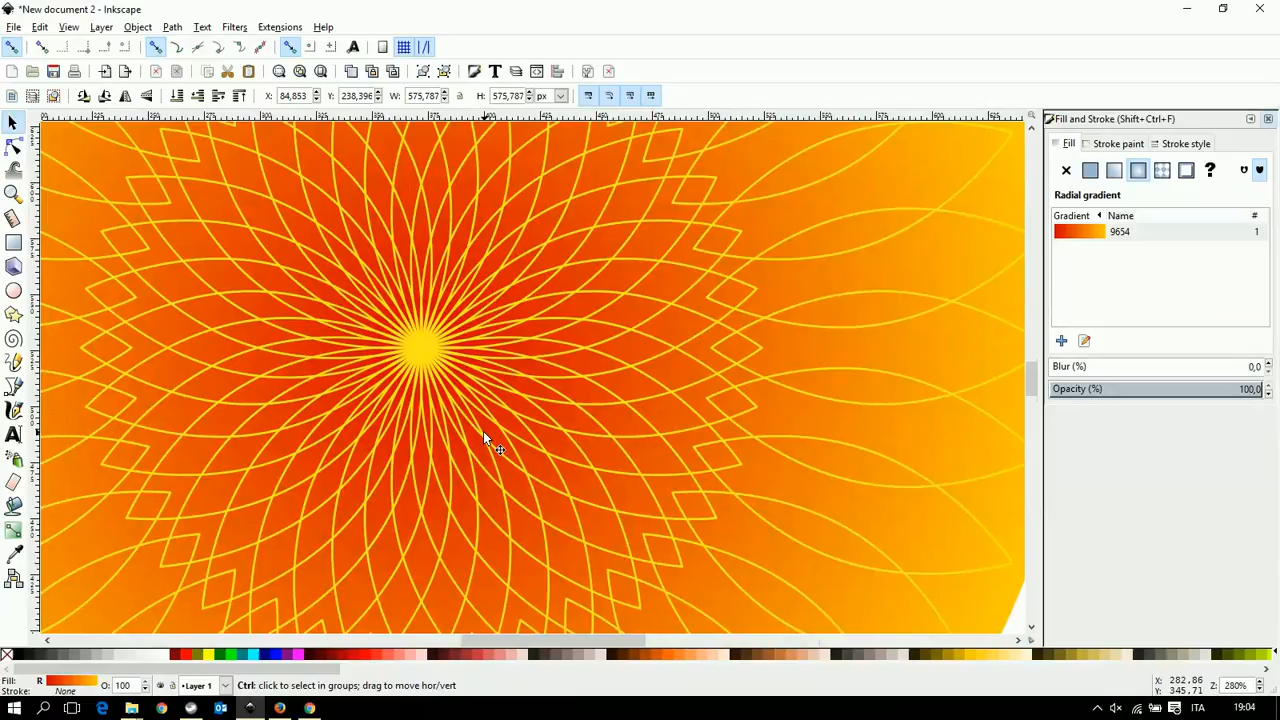 *New document 2 - Inkscape
File Edit View Layer Object Path Text Filters Extensions Help
X: 84,853 Y: 238,396 W: 575,787 H: 575,787 px
Fill and Stroke (Shift+Ctrl+F)
Fill Stroke paint Stroke style
Radial gradient
Gradient Name #
9654 1
Blur (%) 0,0
Opacity (%) 100,0
Fill: R O: 100 Layer 1 Ctrl: click to select in groups; drag to move hor/vert X: 282,86 Z: 280%
Stroke: None Y: 345,71
ITA 19:04